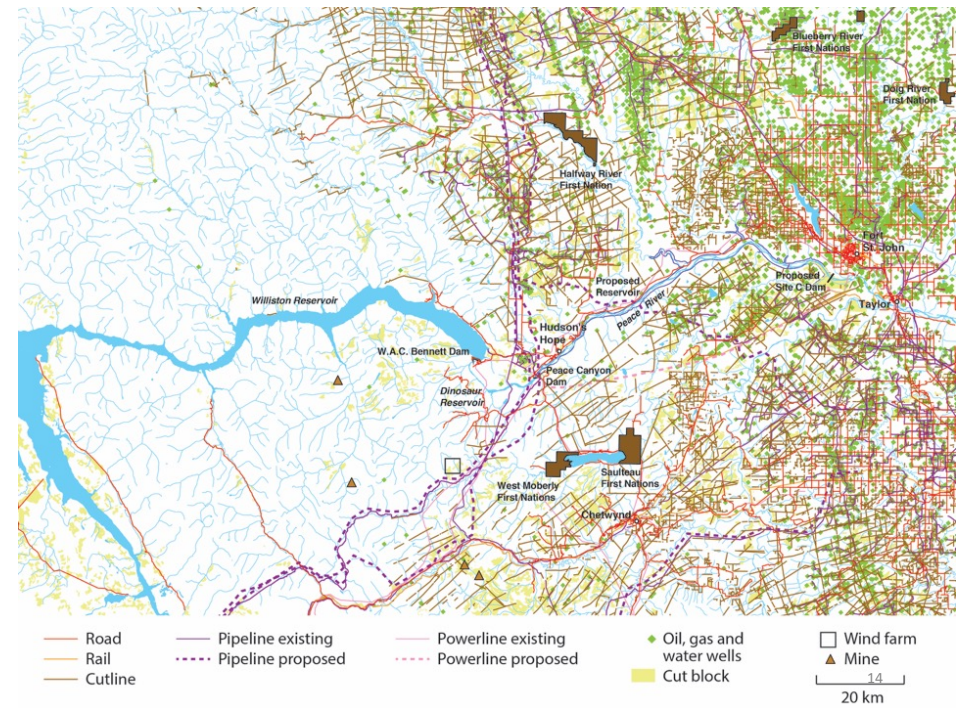 Blueberry River
First Nations
Doig River
First Nation
Halfway River
First Nation
Fort
St. John
Proposed
Site C Dam
Taylor
Proposed
Reservoir
Peace River
Williston Reservoir
Hudson's
Hope
W.A.C. Bennett Dam
Peace Canyon
Dam
Dinosaur
Reservoir
West Moberly
First Nations
Saulteau
First Nations
Chetwynd
Road
Rail
Cutline
Pipeline existing
Pipeline proposed
Powerline existing
Powerline proposed
Oil, gas and
water wells
Cut block
Wind farm
Mine
14
20 km